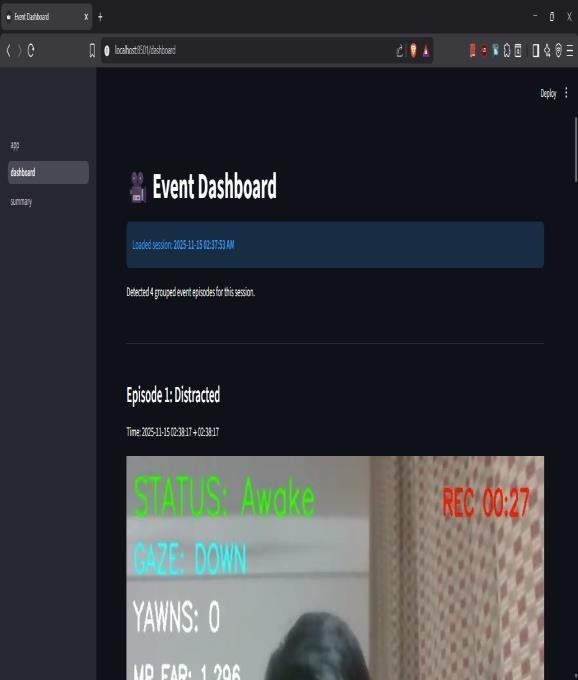 Event Dashboard
localhost:8501/dashboard
Deploy
app
dashboard
summary
Event Dashboard
Loaded session: 2025-11-15 02:37:53 AM
Detected 4 grouped event episodes for this session.
Episode 1: Distracted
Time: 2025-11-15 02:38:17 → 02:38:17
STATUS: Awake
REC 00:27
GAZE: DOWN
YAWNS: 0
MP EAR: 1.296